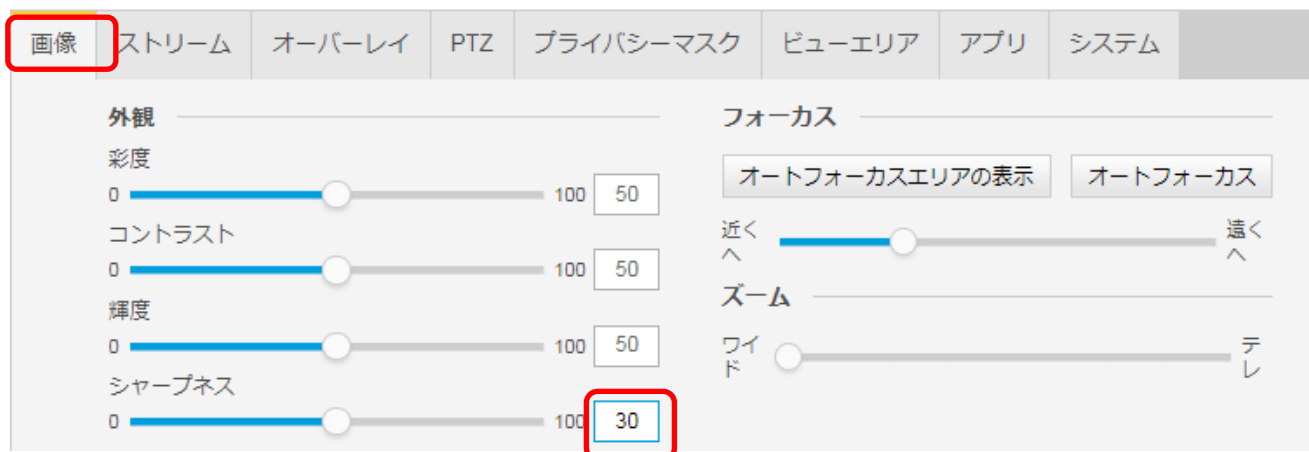 画像 ストリーム オーバーレイ PTZ プライバシーマスク ビューエリア アプリ システム
外観
彩度
0 100 50
コントラスト
0 100 50
輝度
0 100 50
シャープネス
0 100 30
フォーカス
オートフォーカスエリアの表示 オートフォーカス
近くへ 遠くへ
ズーム
ワイド テレ